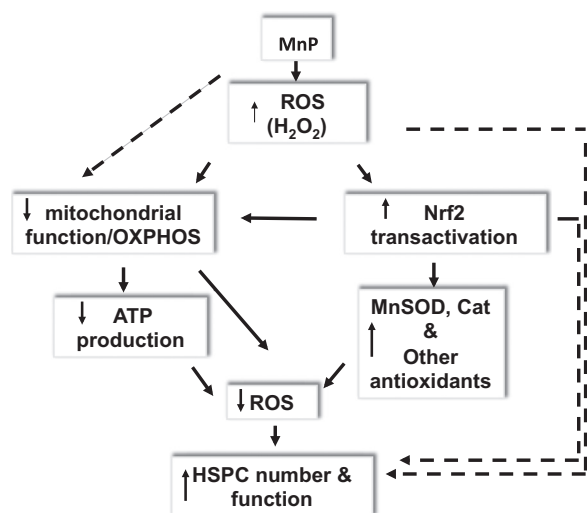 MnP
↑ ROS
(H₂O₂)
↓ mitochondrial
function/OXPHOS
↑ Nrf2
transactivation
↓ ATP
production
MnSOD, Cat
&
↑ Other
antioxidants
↓ROS
↑HSPC number &
function